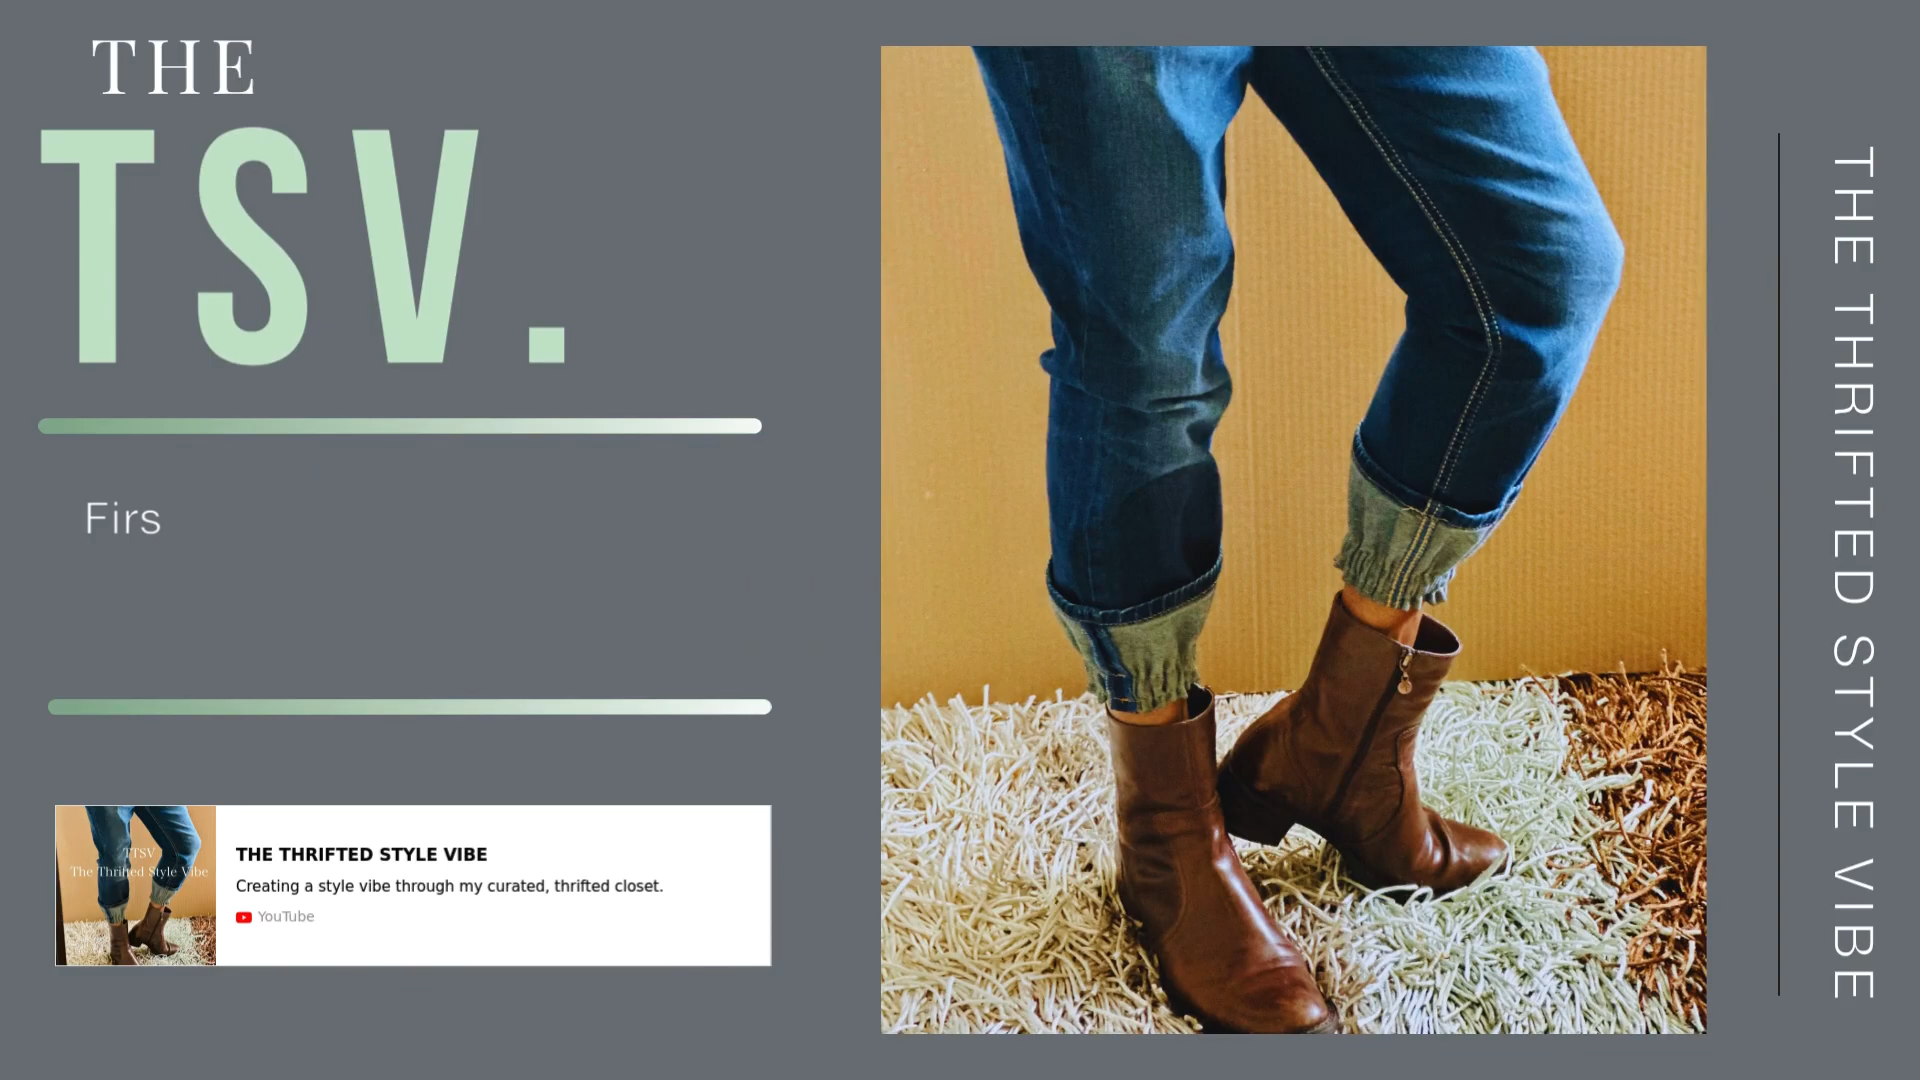 THE
TSV.
Firs
TTSV
The Thrifted Style Vibe
THE THRIFTED STYLE VIBE
Creating a style vibe through my curated, thrifted closet.
YouTube
THE THRIFTED STYLE VIBE